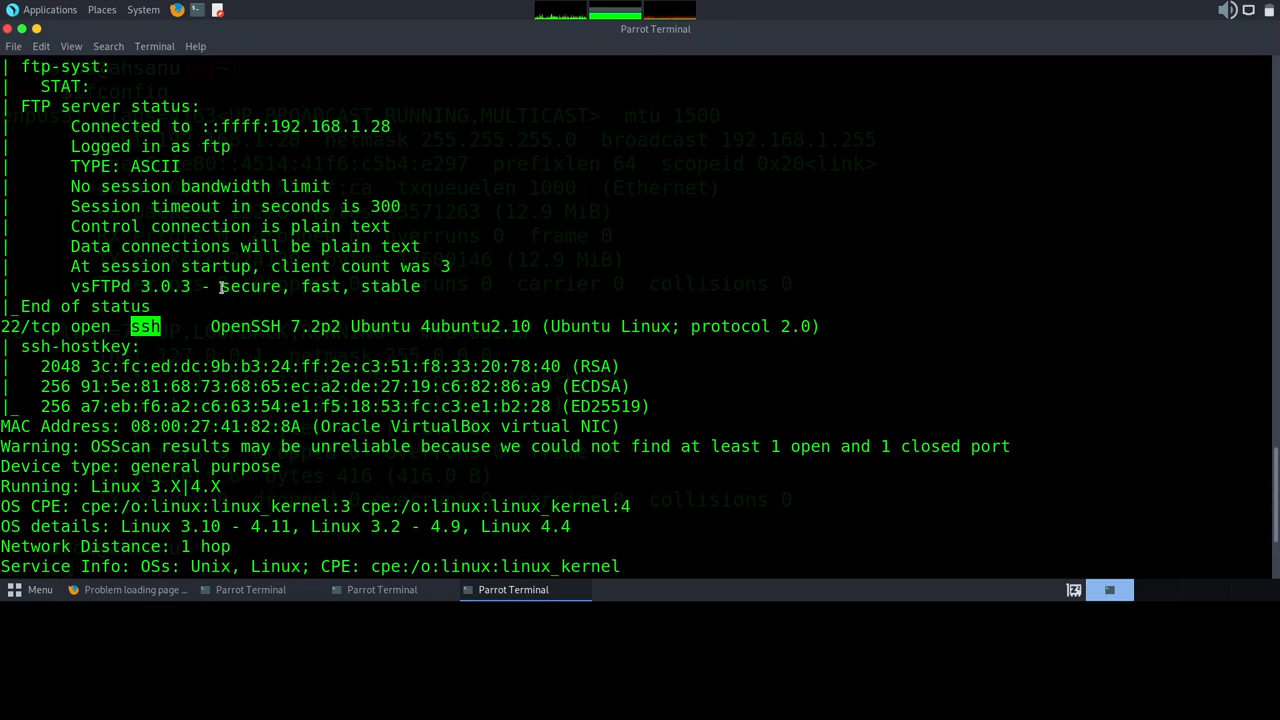 Applications Places System
Parrot Terminal
File Edit View Search Terminal Help
| ftp-syst:
|   STAT:
| FTP server status:
|      Connected to ::ffff:192.168.1.28
|      Logged in as ftp
|      TYPE: ASCII
|      No session bandwidth limit
|      Session timeout in seconds is 300
|      Control connection is plain text
|      Data connections will be plain text
|      At session startup, client count was 3
|      vsFTPd 3.0.3 - secure, fast, stable
|_End of status
22/tcp open  ssh     OpenSSH 7.2p2 Ubuntu 4ubuntu2.10 (Ubuntu Linux; protocol 2.0)
| ssh-hostkey:
|   2048 3c:fc:ed:dc:9b:b3:24:ff:2e:c3:51:f8:33:20:78:40 (RSA)
|   256 91:5e:81:68:73:68:65:ec:a2:de:27:19:c6:82:86:a9 (ECDSA)
|_  256 a7:eb:f6:a2:c6:63:54:e1:f5:18:53:fc:c3:e1:b2:28 (ED25519)
MAC Address: 08:00:27:41:82:8A (Oracle VirtualBox virtual NIC)
Warning: OSScan results may be unreliable because we could not find at least 1 open and 1 closed port
Device type: general purpose
Running: Linux 3.X|4.X
OS CPE: cpe:/o:linux:linux_kernel:3 cpe:/o:linux:linux_kernel:4
OS details: Linux 3.10 - 4.11, Linux 3.2 - 4.9, Linux 4.4
Network Distance: 1 hop
Service Info: OSs: Unix, Linux; CPE: cpe:/o:linux:linux_kernel
Menu Problem loading page ... Parrot Terminal Parrot Terminal Parrot Terminal